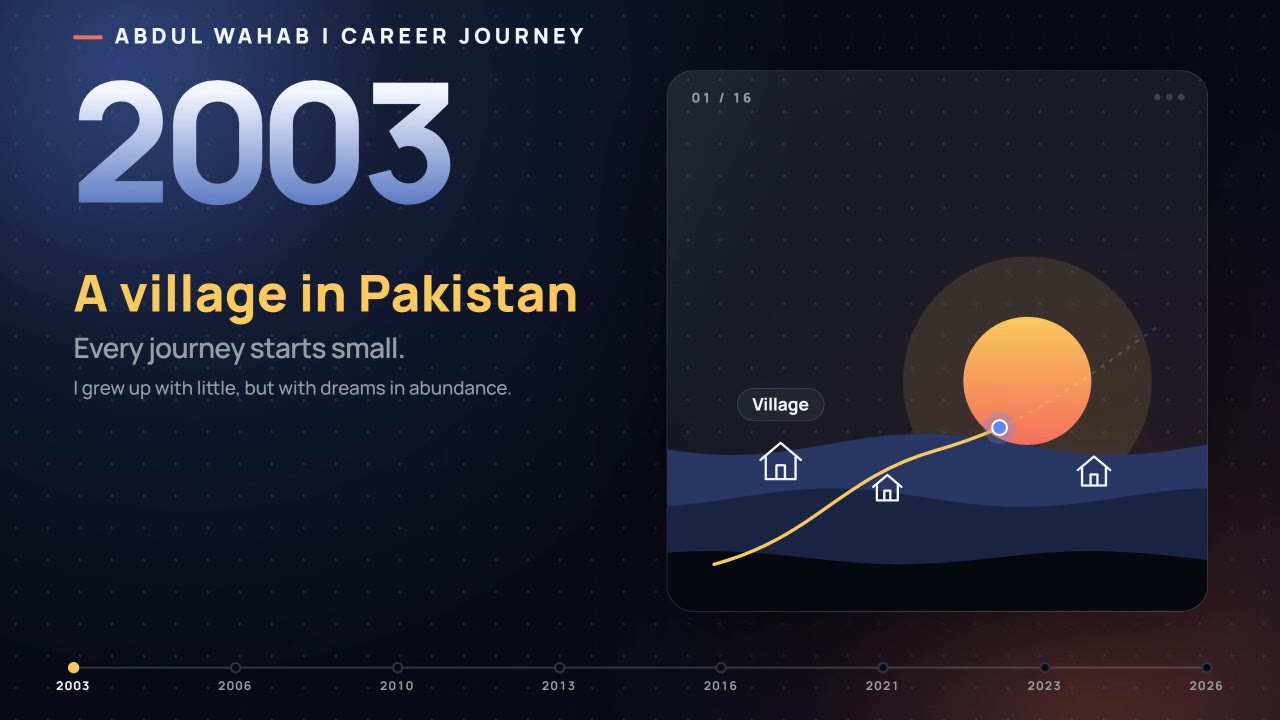 ABDUL WAHAB I CAREER JOURNEY
2003
A village in Pakistan
Every journey starts small.
I grew up with little, but with dreams in abundance.
01 / 16
Village
2003 2006 2010 2013 2016 2021 2023 2026